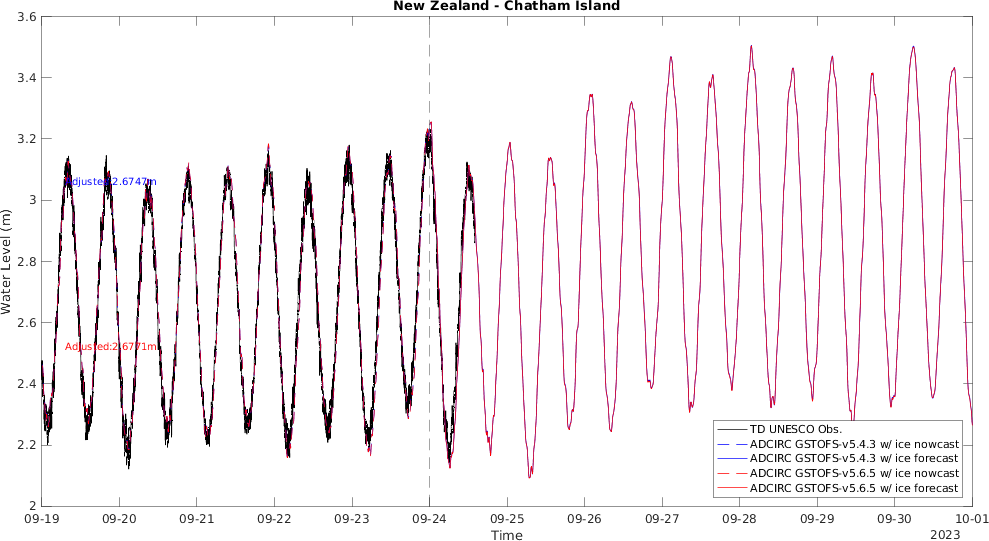 New Zealand - Chatham Island
3.6
3.4
3.2
3
2.8
2.6
2.4
2.2
2
Water Level (m)
Adjusted:2.6747m
Adjusted:2.6771m
TD UNESCO Obs.
ADCIRC GSTOFS-v5.4.3 w/ ice nowcast
ADCIRC GSTOFS-v5.4.3 w/ ice forecast
ADCIRC GSTOFS-v5.6.5 w/ ice nowcast
ADCIRC GSTOFS-v5.6.5 w/ ice forecast
09-19 09-20 09-21 09-22 09-23 09-24 09-25 09-26 09-27 09-28 09-29 09-30 10-01
Time
2023